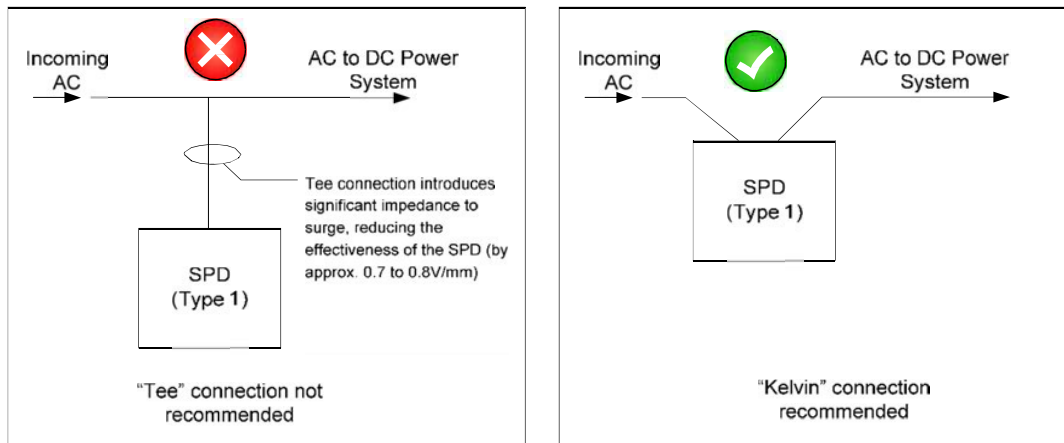 Incoming
AC
AC to DC Power
System
Tee connection introduces
significant impedance to
surge, reducing the
effectiveness of the SPD (by
approx. 0.7 to 0.8V/mm)
SPD
(Type 1)
“Tee” connection not
recommended
Incoming
AC
AC to DC Power
System
SPD
(Type 1)
“Kelvin” connection
recommended